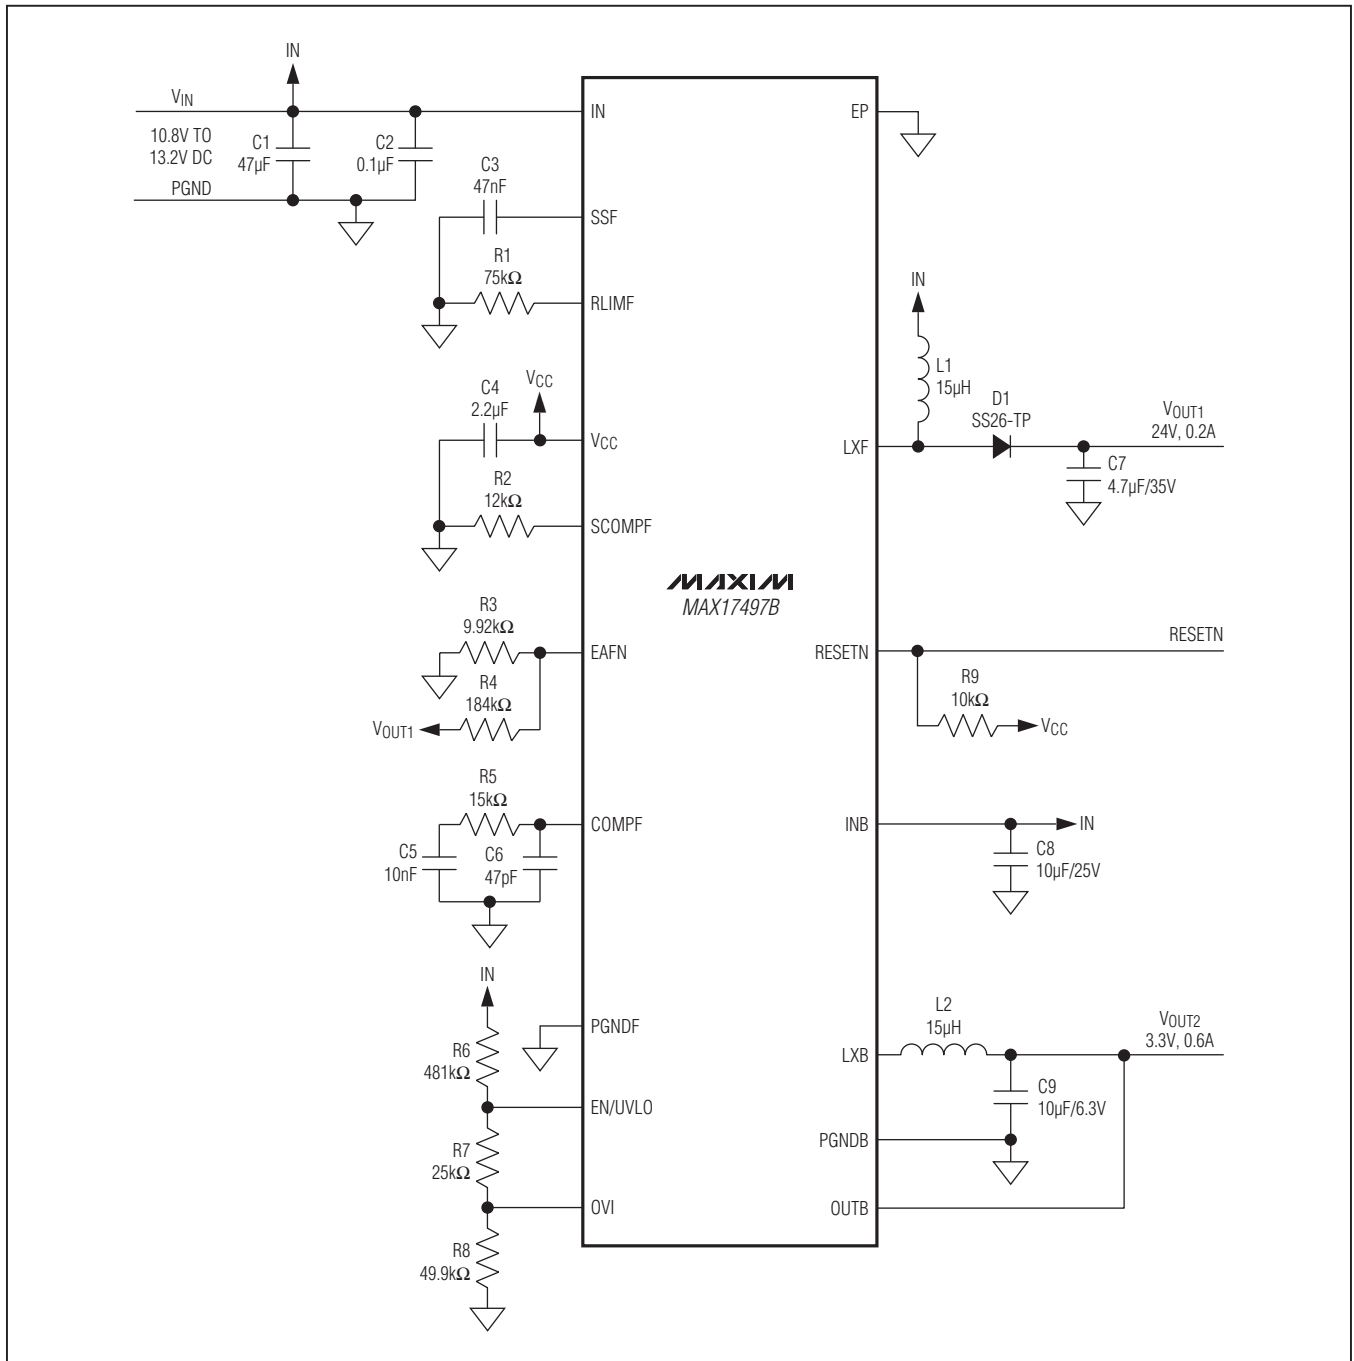 IN
VIN
10.8V TO
13.2V DC
PGND
C1
47µF
C2
0.1µF
IN
EP
C3
47nF
SSF
R1
75kΩ
RLIMF
C4
2.2µF
VCC
VCC
R2
12kΩ
SCOMPF
IN
L1
15µH
D1
SS26-TP
LXF
VOUT1
24V, 0.2A
C7
4.7µF/35V
MAXIM
MAX17497B
R3
9.92kΩ
EAFN
R4
184kΩ
VOUT1
RESETN
RESETN
R9
10kΩ
VCC
R5
15kΩ
COMPF
C5
10nF
C6
47pF
INB
IN
C8
10µF/25V
IN
PGNDF
R6
481kΩ
EN/UVLO
R7
25kΩ
OVI
R8
49.9kΩ
L2
15µH
LXB
VOUT2
3.3V, 0.6A
C9
10µF/6.3V
PGNDB
OUTB